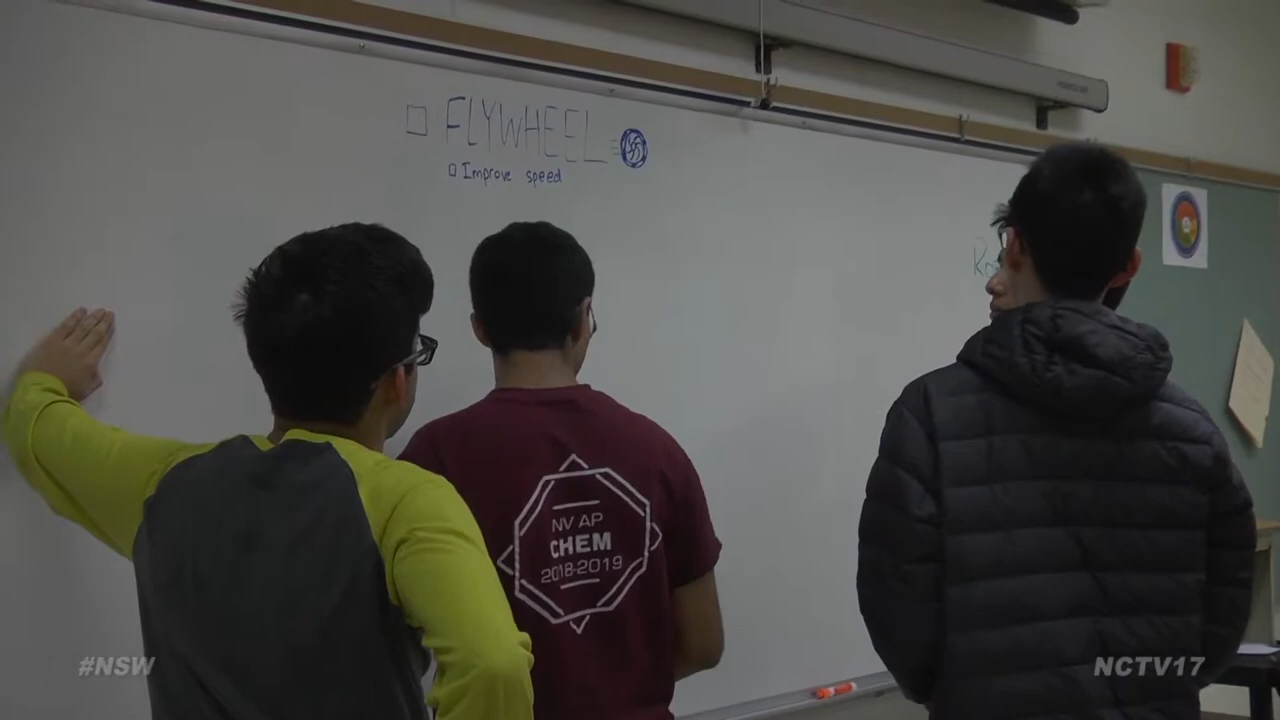 FLYWHEEL
Improve speed
NV AP
CHEM
2018-2019
#NSW
NCTV17